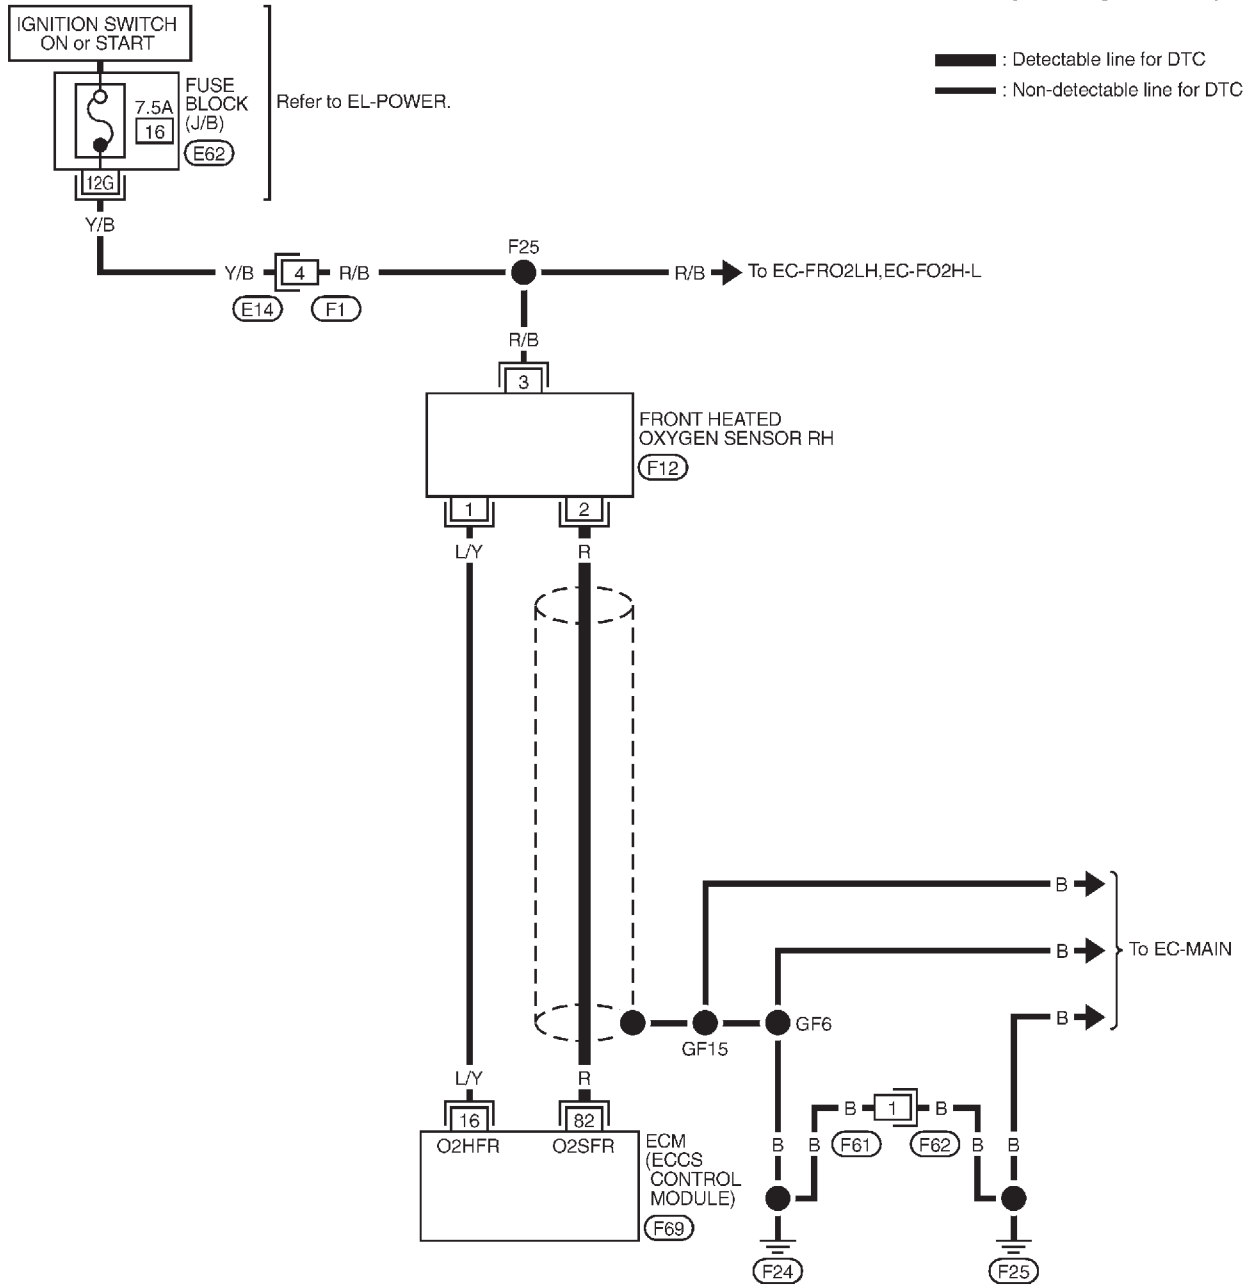 IGNITION SWITCH
ON or START
7.5A
16
FUSE
BLOCK
(J/B)
E62
Refer to EL-POWER.
: Detectable line for DTC
: Non-detectable line for DTC
12G
Y/B
Y/B
4
R/B
E14
F1
F25
R/B
To EC-FRO2LH,EC-FO2H-L
R/B
3
FRONT HEATED
OXYGEN SENSOR RH
F12
1
2
L/Y
R
B
B
To EC-MAIN
B
GF15
GF6
L/Y
R
16
82
O2HFR
O2SFR
ECM
(ECCS
CONTROL
MODULE)
F69
B
1
B
B
B
F61
F62
B
B
F24
F25